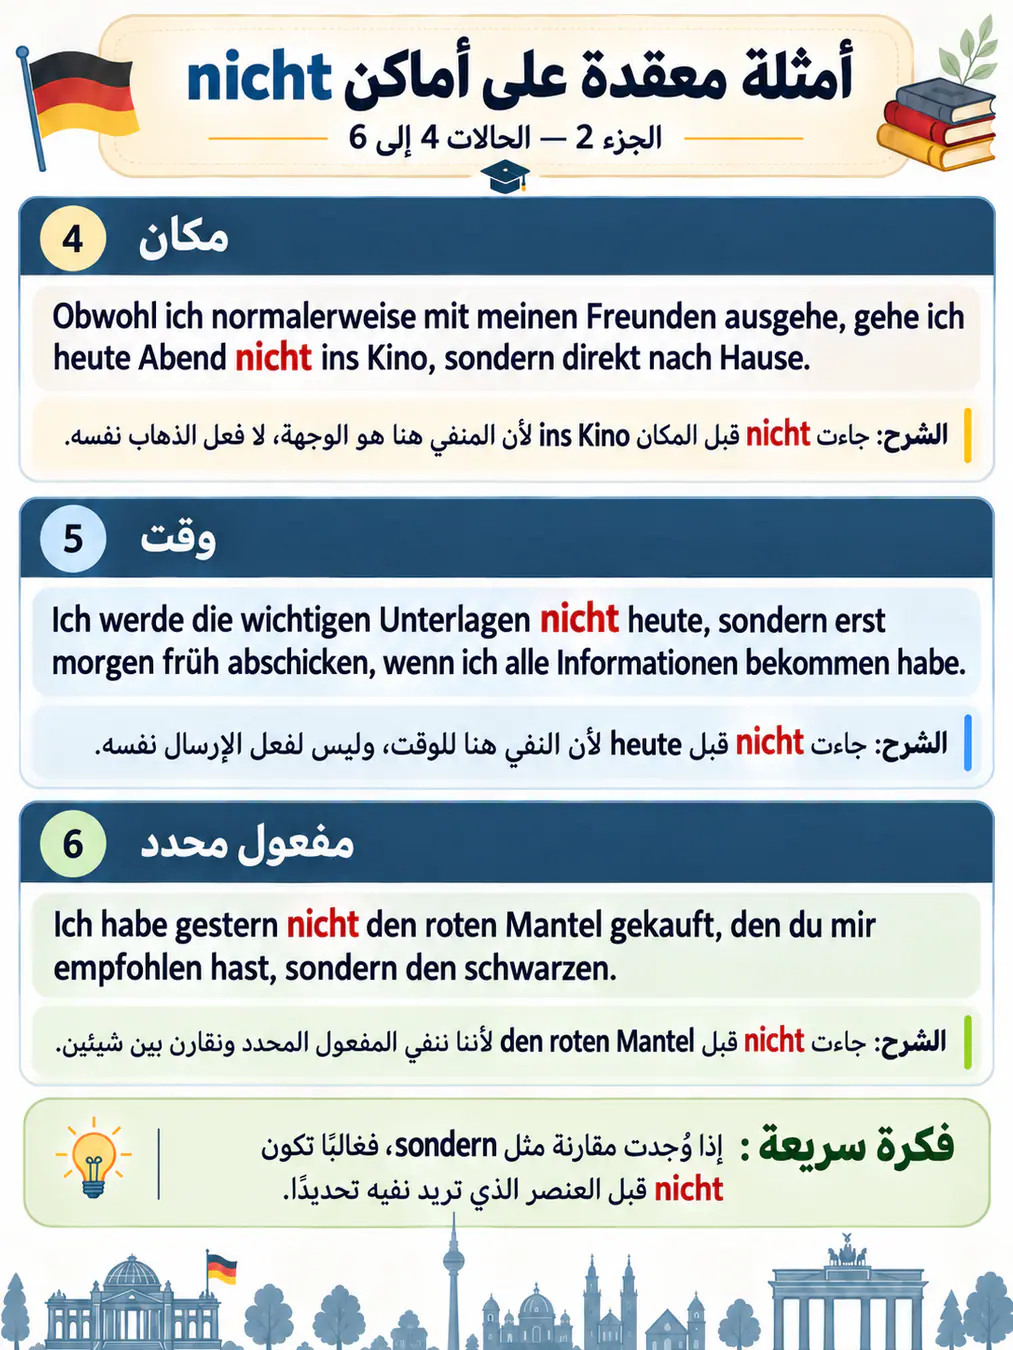 أمثلة معقدة على أماكن nicht
الجزء 2 — الحالات 4 إلى 6
4 مكان
Obwohl ich normalerweise mit meinen Freunden ausgehe, gehe ich
heute Abend nicht ins Kino, sondern direkt nach Hause.
الشرح: جاءت nicht قبل المكان ins Kino لأن المنفي هنا هو الوجهة، لا فعل الذهاب نفسه.
5 وقت
Ich werde die wichtigen Unterlagen nicht heute, sondern erst
morgen früh abschicken, wenn ich alle Informationen bekommen habe.
الشرح: جاءت nicht قبل heute لأن النفي هنا للوقت، وليس لفعل الإرسال نفسه.
6 مفعول محدد
Ich habe gestern nicht den roten Mantel gekauft, den du mir
empfohlen hast, sondern den schwarzen.
الشرح: جاءت nicht قبل den roten Mantel لأننا ننفي المفعول المحدد ونقارن بين شيئين.
فكرة سريعة : إذا وُجدت مقارنة مثل sondern، فغالبًا تكون
nicht قبل العنصر الذي تريد نفيه تحديدًا.